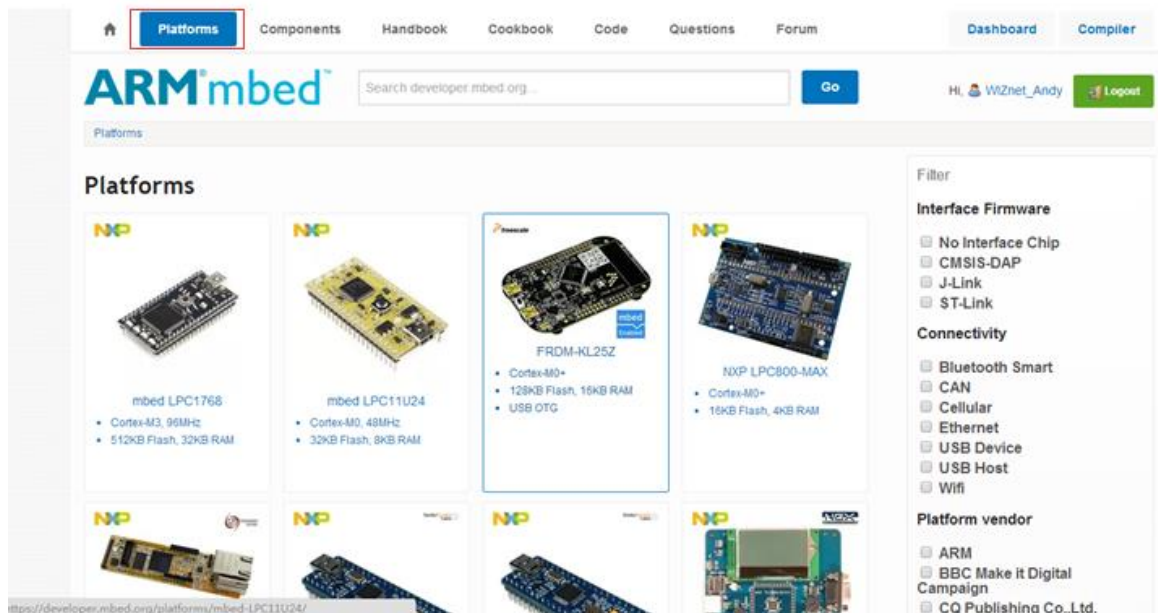 Platforms Components Handbook Cookbook Code Questions Forum Dashboard Compiler
ARM®mbed™ Search developer.mbed.org... Go Hi, WIZnet_Andy Logout
Platforms
Platforms
NXP
mbed LPC1768
• Cortex-M3, 96MHz
• 512KB Flash, 32KB RAM
NXP
mbed LPC11U24
• Cortex-M0, 48MHz
• 32KB Flash, 8KB RAM
freescale
mbed
Enabled
FRDM-KL25Z
• Cortex-M0+
• 128KB Flash, 16KB RAM
• USB OTG
NXP
NXP LPC800-MAX
• Cortex-M0+
• 16KB Flash, 4KB RAM
NXP
NXP
NXP
NXP
Filter
Interface Firmware
No Interface Chip
CMSIS-DAP
J-Link
ST-Link
Connectivity
Bluetooth Smart
CAN
Cellular
Ethernet
USB Device
USB Host
Wifi
Platform vendor
ARM
BBC Make it Digital
Campaign
CQ Publishing Co.,Ltd.
https://developer.mbed.org/platforms/mbed-LPC11U24/